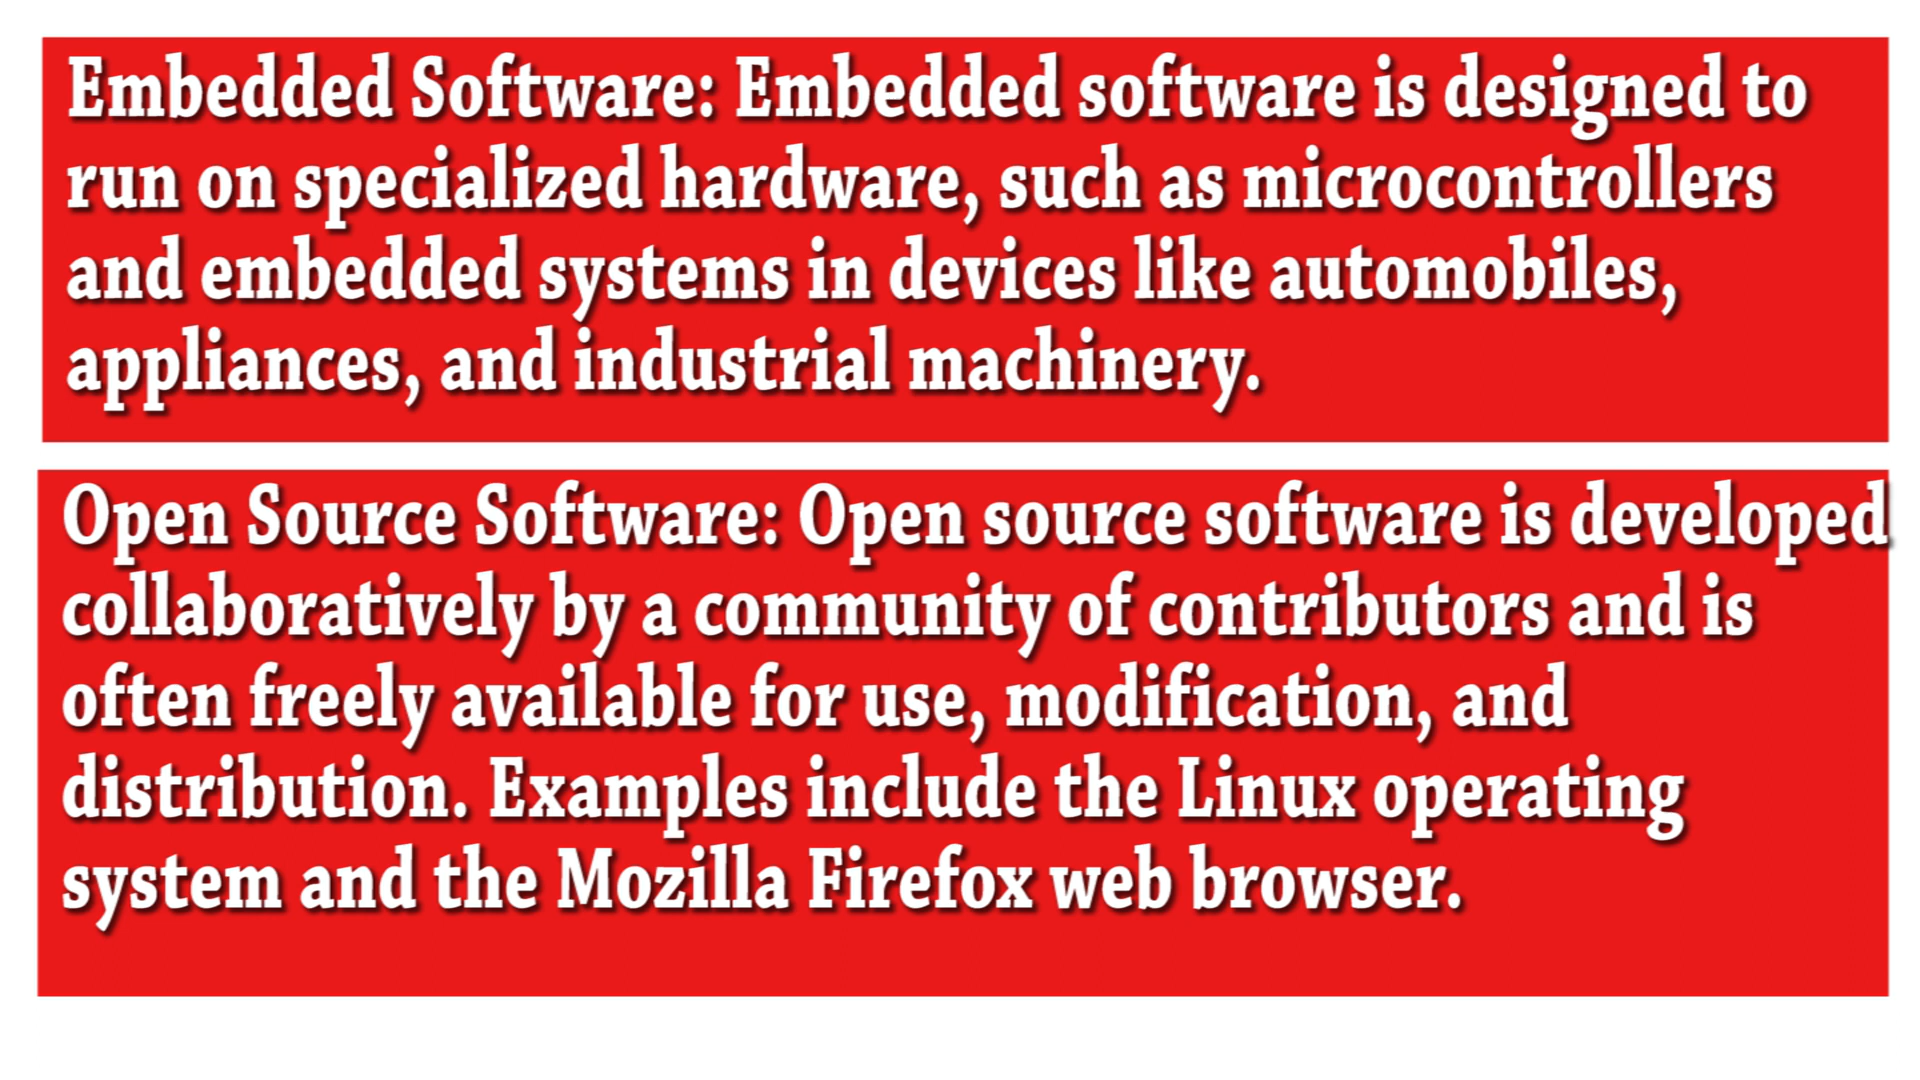 Embedded Software: Embedded software is designed to
run on specialized hardware, such as microcontrollers
and embedded systems in devices like automobiles,
appliances, and industrial machinery.
Open Source Software: Open source software is developed
collaboratively by a community of contributors and is
often freely available for use, modification, and
distribution. Examples include the Linux operating
system and the Mozilla Firefox web browser.